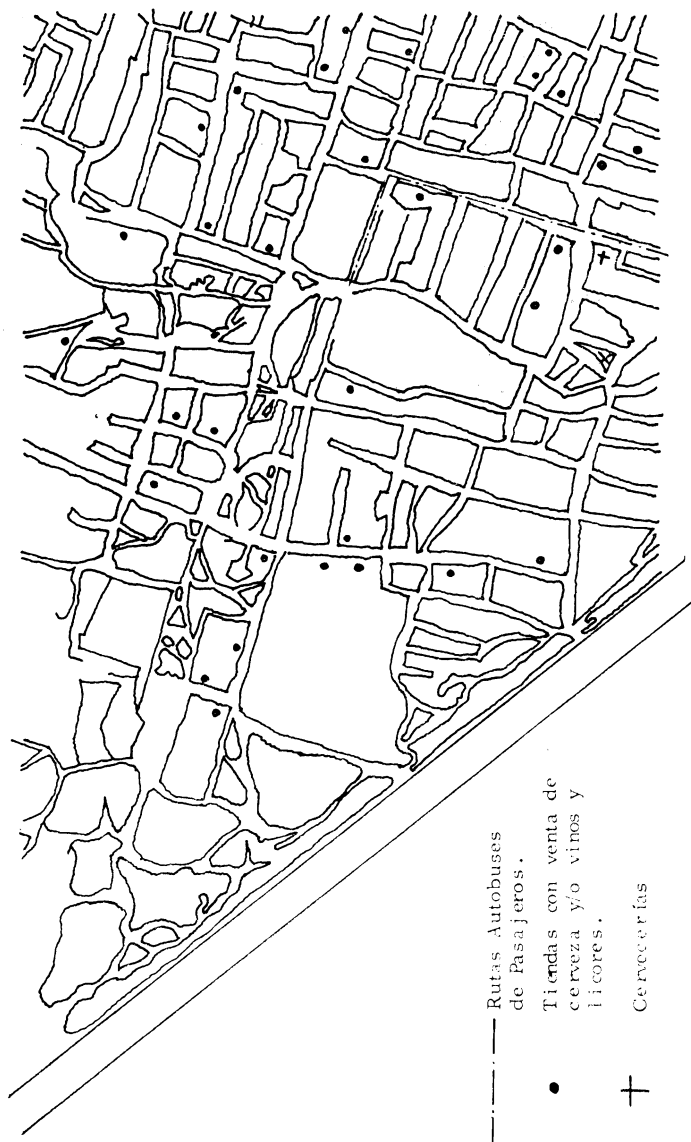 Rutas Autobuses
de Pasajeros.
Tiendas con venta de
cerveza y/o vinos y
licores.
Cervecerías